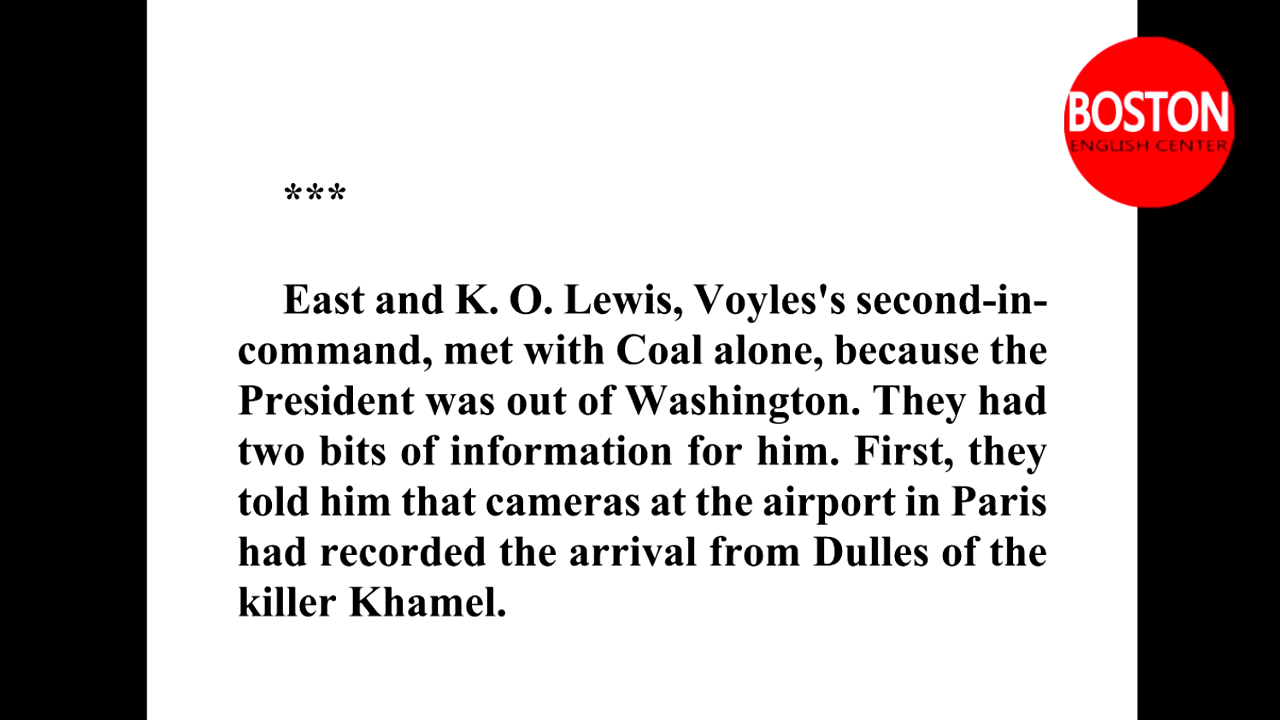 BOSTON
ENGLISH CENTER
***
East and K. O. Lewis, Voyles's second-in-
command, met with Coal alone, because the
President was out of Washington. They had
two bits of information for him. First, they
told him that cameras at the airport in Paris
had recorded the arrival from Dulles of the
killer Khamel.